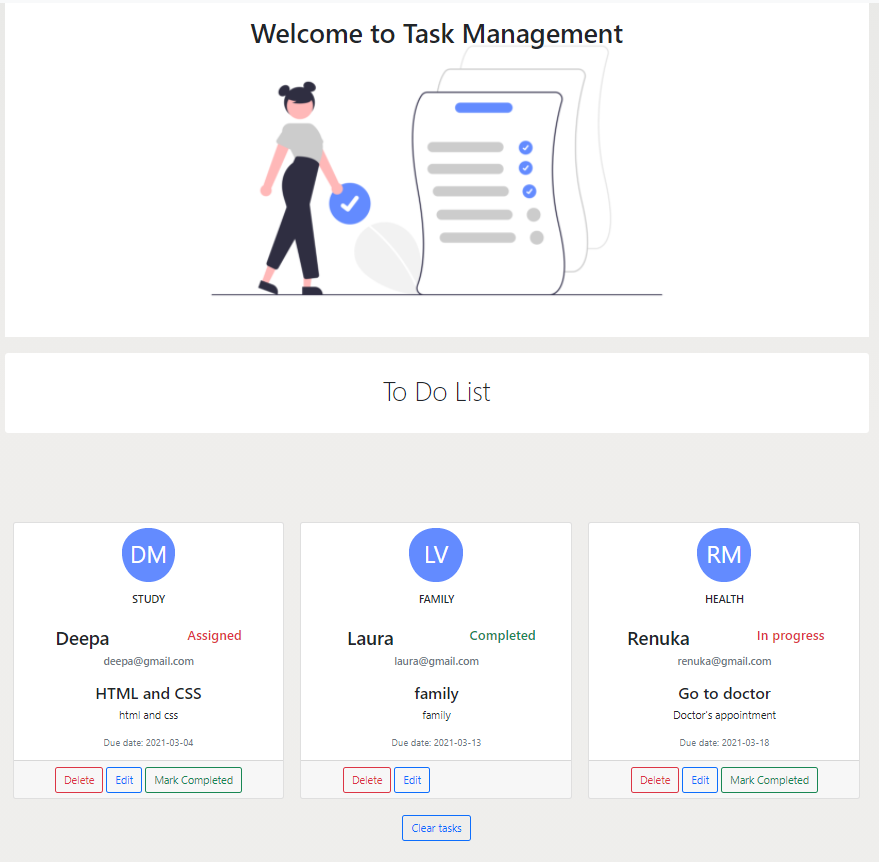 Welcome to Task Management
To Do List
DM
STUDY
Deepa Assigned
deepa@gmail.com
HTML and CSS
html and css
Due date: 2021-03-04
Delete Edit Mark Completed
LV
FAMILY
Laura Completed
laura@gmail.com
family
family
Due date: 2021-03-13
Delete Edit
RM
HEALTH
Renuka In progress
renuka@gmail.com
Go to doctor
Doctor's appointment
Due date: 2021-03-18
Delete Edit Mark Completed
Clear tasks